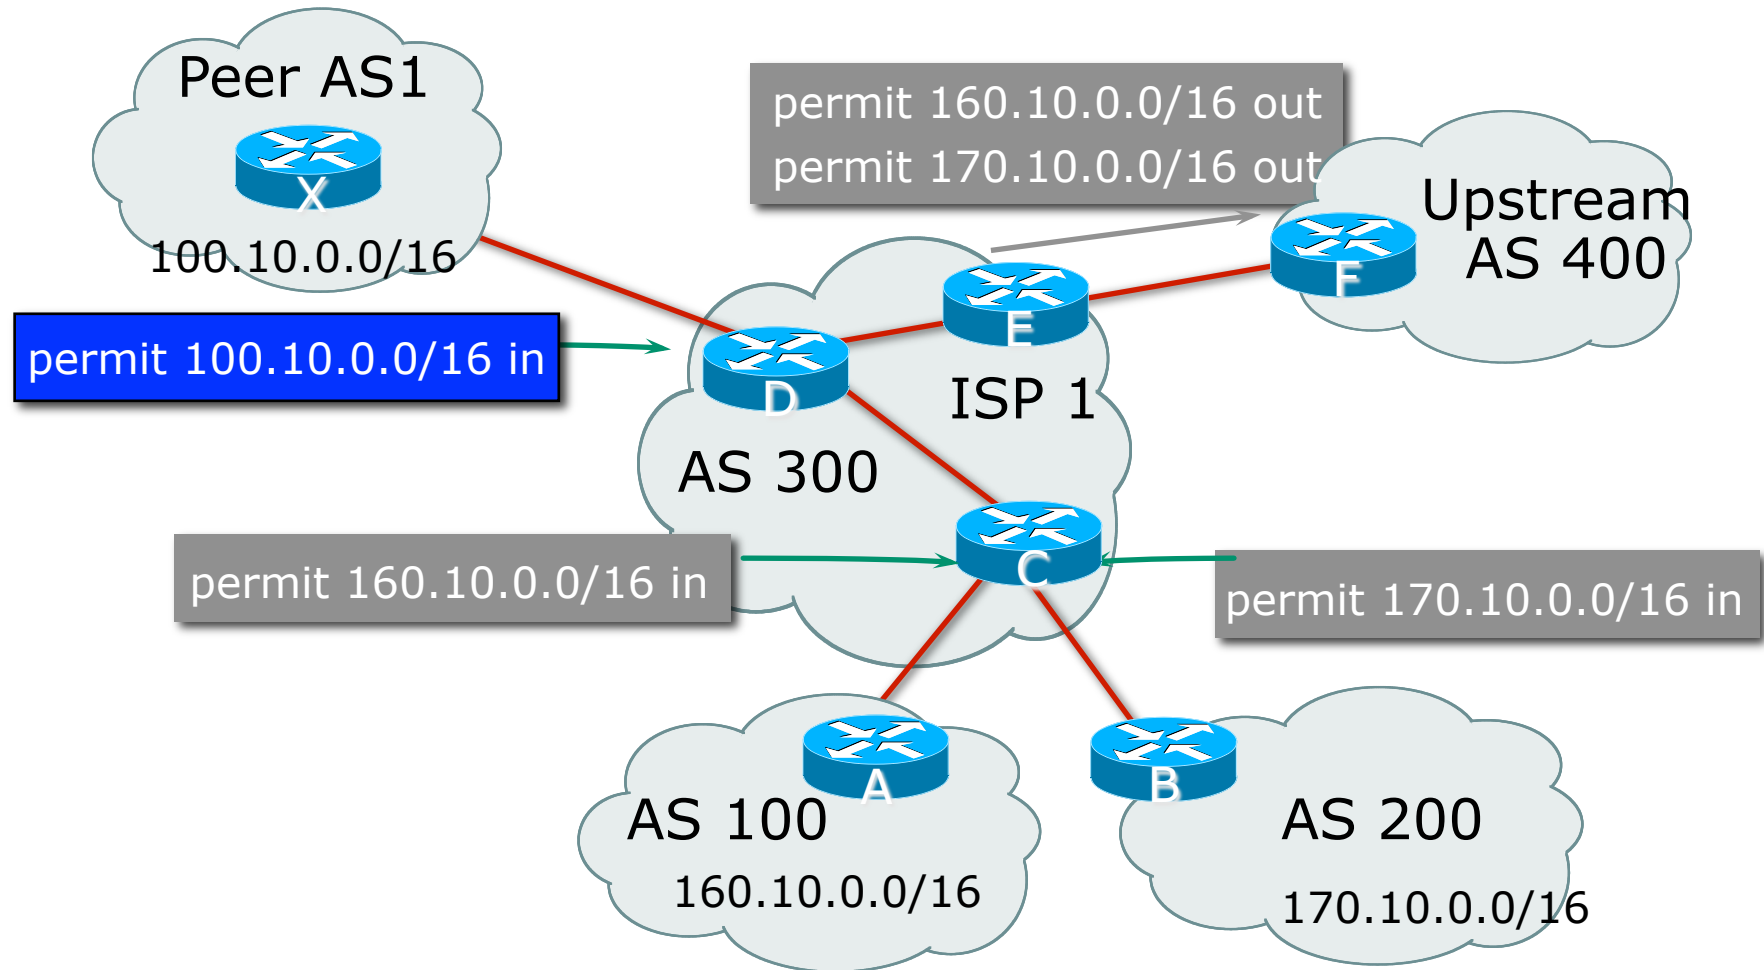 Peer AS1
X
100.10.0.0/16
permit 160.10.0.0/16 out
permit 170.10.0.0/16 out
Upstream
AS 400
F
E
permit 100.10.0.0/16 in
D
ISP 1
AS 300
permit 160.10.0.0/16 in
C
permit 170.10.0.0/16 in
A
AS 100
160.10.0.0/16
B
AS 200
170.10.0.0/16